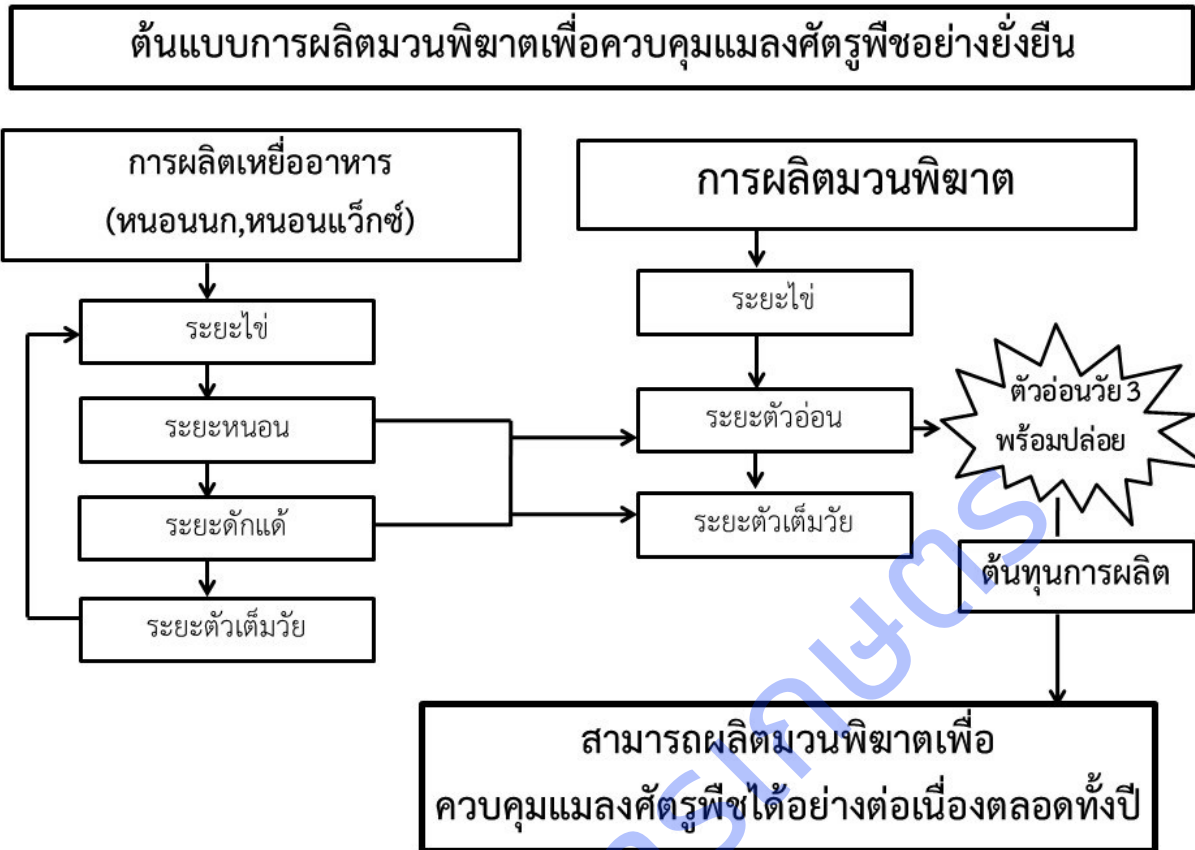 ต้นแบบการผลิตมวนพิฆาตเพื่อควบคุมแมลงศัตรูพืชอย่างยั่งยืน
การผลิตเหยื่ออาหาร
(หนอนนก,หนอนแว็กซ์)
ระยะไข่
ระยะหนอน
ระยะดักแด้
ระยะตัวเต็มวัย
การผลิตมวนพิฆาต
ระยะไข่
ระยะตัวอ่อน
ระยะตัวเต็มวัย
ตัวอ่อนวัย 3
พร้อมปล่อย
ต้นทุนการผลิต
สามารถผลิตมวนพิฆาตเพื่อ
ควบคุมแมลงศัตรูพืชได้อย่างต่อเนื่องตลอดทั้งปี